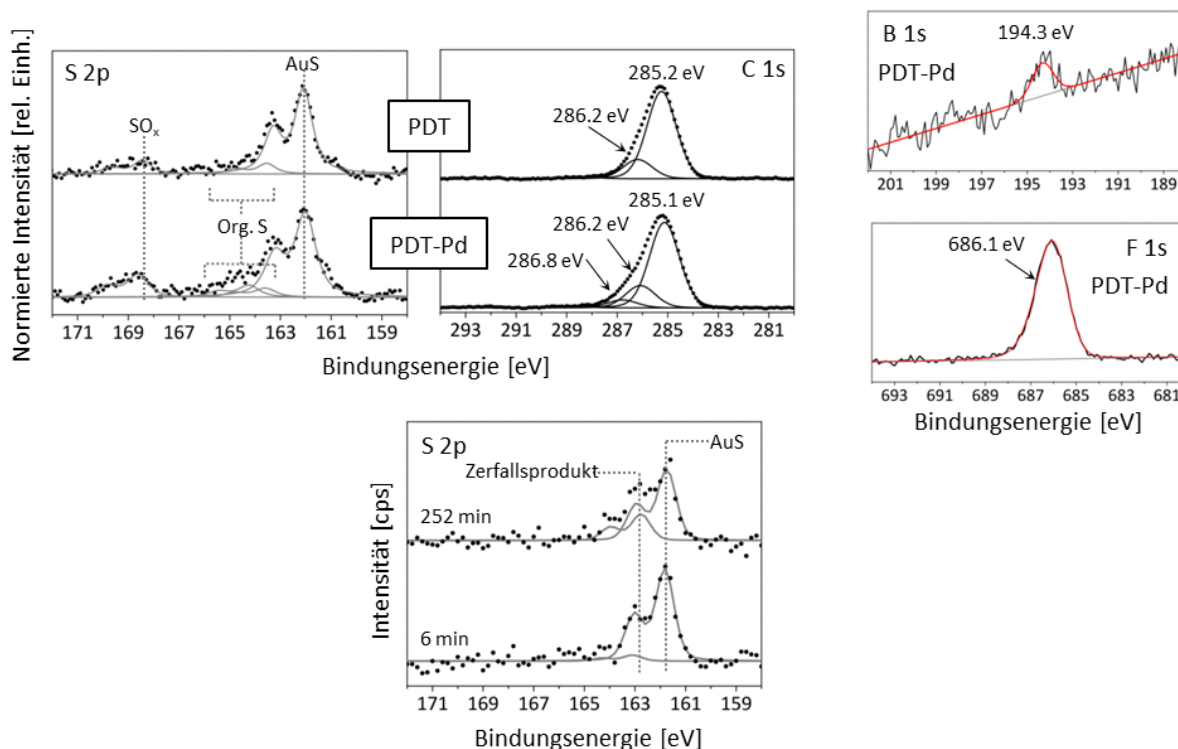 Normierte Intensität [rel. Einh.]
S 2p
AuS
SOx
Org. S
169 167 165 163 161 159
PDT
PDT-Pd
C 1s
285.2 eV
286.2 eV
285.1 eV
286.2 eV
286.8 eV
293 291 289 287 285 283 281
Bindungsenergie [eV]
B 1s
194.3 eV
PDT-Pd
201 199 197 195 193 191 189
686.1 eV
F 1s
PDT-Pd
693 691 689 687 685 683 681
Bindungsenergie [eV]
S 2p
AuS
Zerfallsprodukt
252 min
6 min
Intensität [cps]
171 169 167 165 163 161 159
Bindungsenergie [eV]